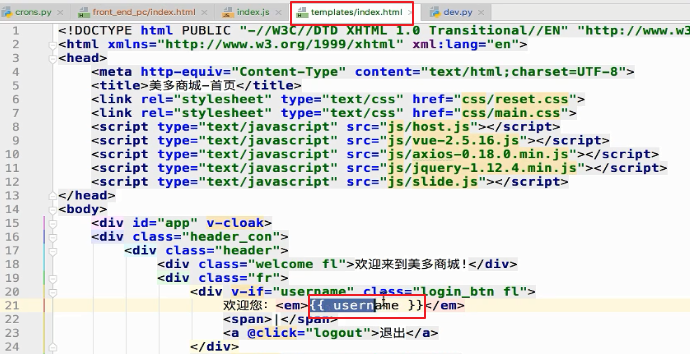 crons.py front_end_pc/index.html index.js templates/index.html dev.py
1 <!DOCTYPE html PUBLIC "-//W3C//DTD XHTML 1.0 Transitional//EN" "http://www.w3
2 <html xmlns="http://www.w3.org/1999/xhtml" xml:lang="en">
3 <head>
4 <meta http-equiv="Content-Type" content="text/html;charset=UTF-8">
5 <title>美多商城-首页</title>
6 <link rel="stylesheet" type="text/css" href="css/reset.css">
7 <link rel="stylesheet" type="text/css" href="css/main.css">
8 <script type="text/javascript" src="js/host.js"></script>
9 <script type="text/javascript" src="js/vue-2.5.16.js"></script>
10 <script type="text/javascript" src="js/axios-0.18.0.min.js"></script>
11 <script type="text/javascript" src="js/jquery-1.12.4.min.js"></script>
12 <script type="text/javascript" src="js/slide.js"></script>
13 </head>
14 <body>
15 <div id="app" v-cloak>
16 <div class="header_con">
17 <div class="header">
18 <div class="welcome fl">欢迎来到美多商城!</div>
19 <div class="fr">
20 <div v-if="username" class="login_btn fl">
21 欢迎您: <em>{{ username }}</em>
22 <span>|</span>
23 <a @click="logout">退出</a>
24 </div>